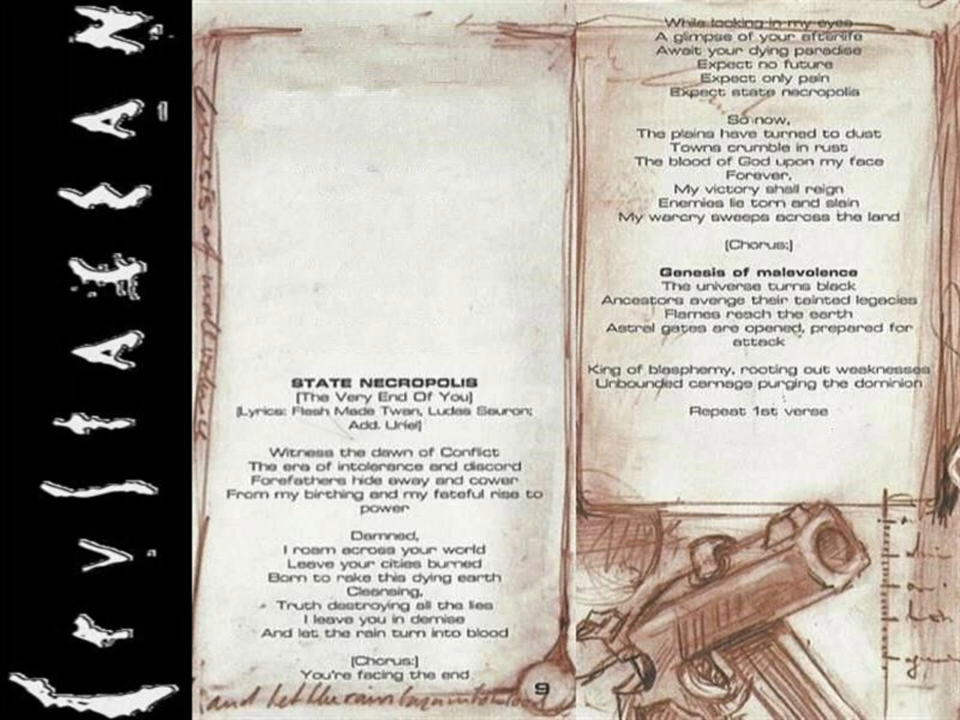 STATE NECROPOLIS
(The Very End Of You)
(Lyrics: Flesh Made Twan, Ludas Sauron;
Add. Uriel)
Witness the dawn of Conflict
The era of intolerance and discord
Forefathers hide away and cower
From my birthing and my fateful rise to
power
Damned,
I roam across your world
Leave your cities burned
Born to rake this dying earth
Cleansing,
Truth destroying all the lies
I leave you in demise
And let the rain turn into blood
(Chorus:)
You're facing the end
and let the rain
9
While looking in my eyes
A glimpse of your afterlife
Await your dying paradise
Expect no future
Expect only pain
Expect state necropolis
So now,
The plains have turned to dust
Towns crumble in rust
The blood of God upon my face
Forever,
My victory shall reign
Enemies lie torn and slain
My warcry sweeps across the land
(Chorus:)
Genesis of malevolence
The universe turns black
Ancestors avenge their tainted legacies
Flames reach the earth
Astral gates are opened, prepared for
attack
King of blasphemy, rooting out weaknesses
Unbounded carnage purging the dominion
Repeat 1st verse